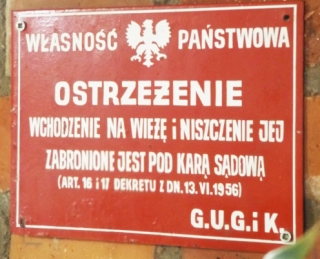 WŁASNOŚĆ PAŃSTWOWA
OSTRZEŻENIE
WCHODZENIE NA WIEŻĘ i NISZCZENIE JEJ
ZABRONIONE JEST POD KARĄ SĄDOWĄ
(ART. 16 i 17 DEKRETU Z DN. 13. VI. 1956)
G.U.G.i K.